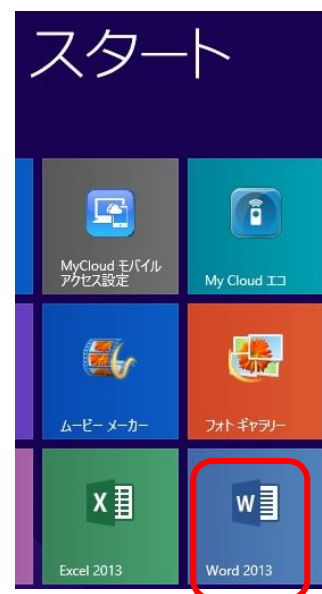 スタート
MyCloud モバイル
アクセス設定
My Cloud エコ
ムービー メーカー
フォト ギャラリー
Excel 2013
Word 2013